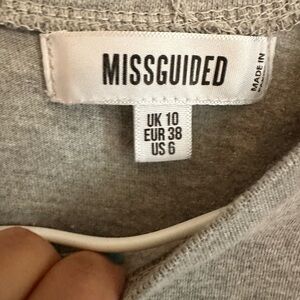 MISSGUIDED
MADE IN
UK 10
EUR 38
US 6